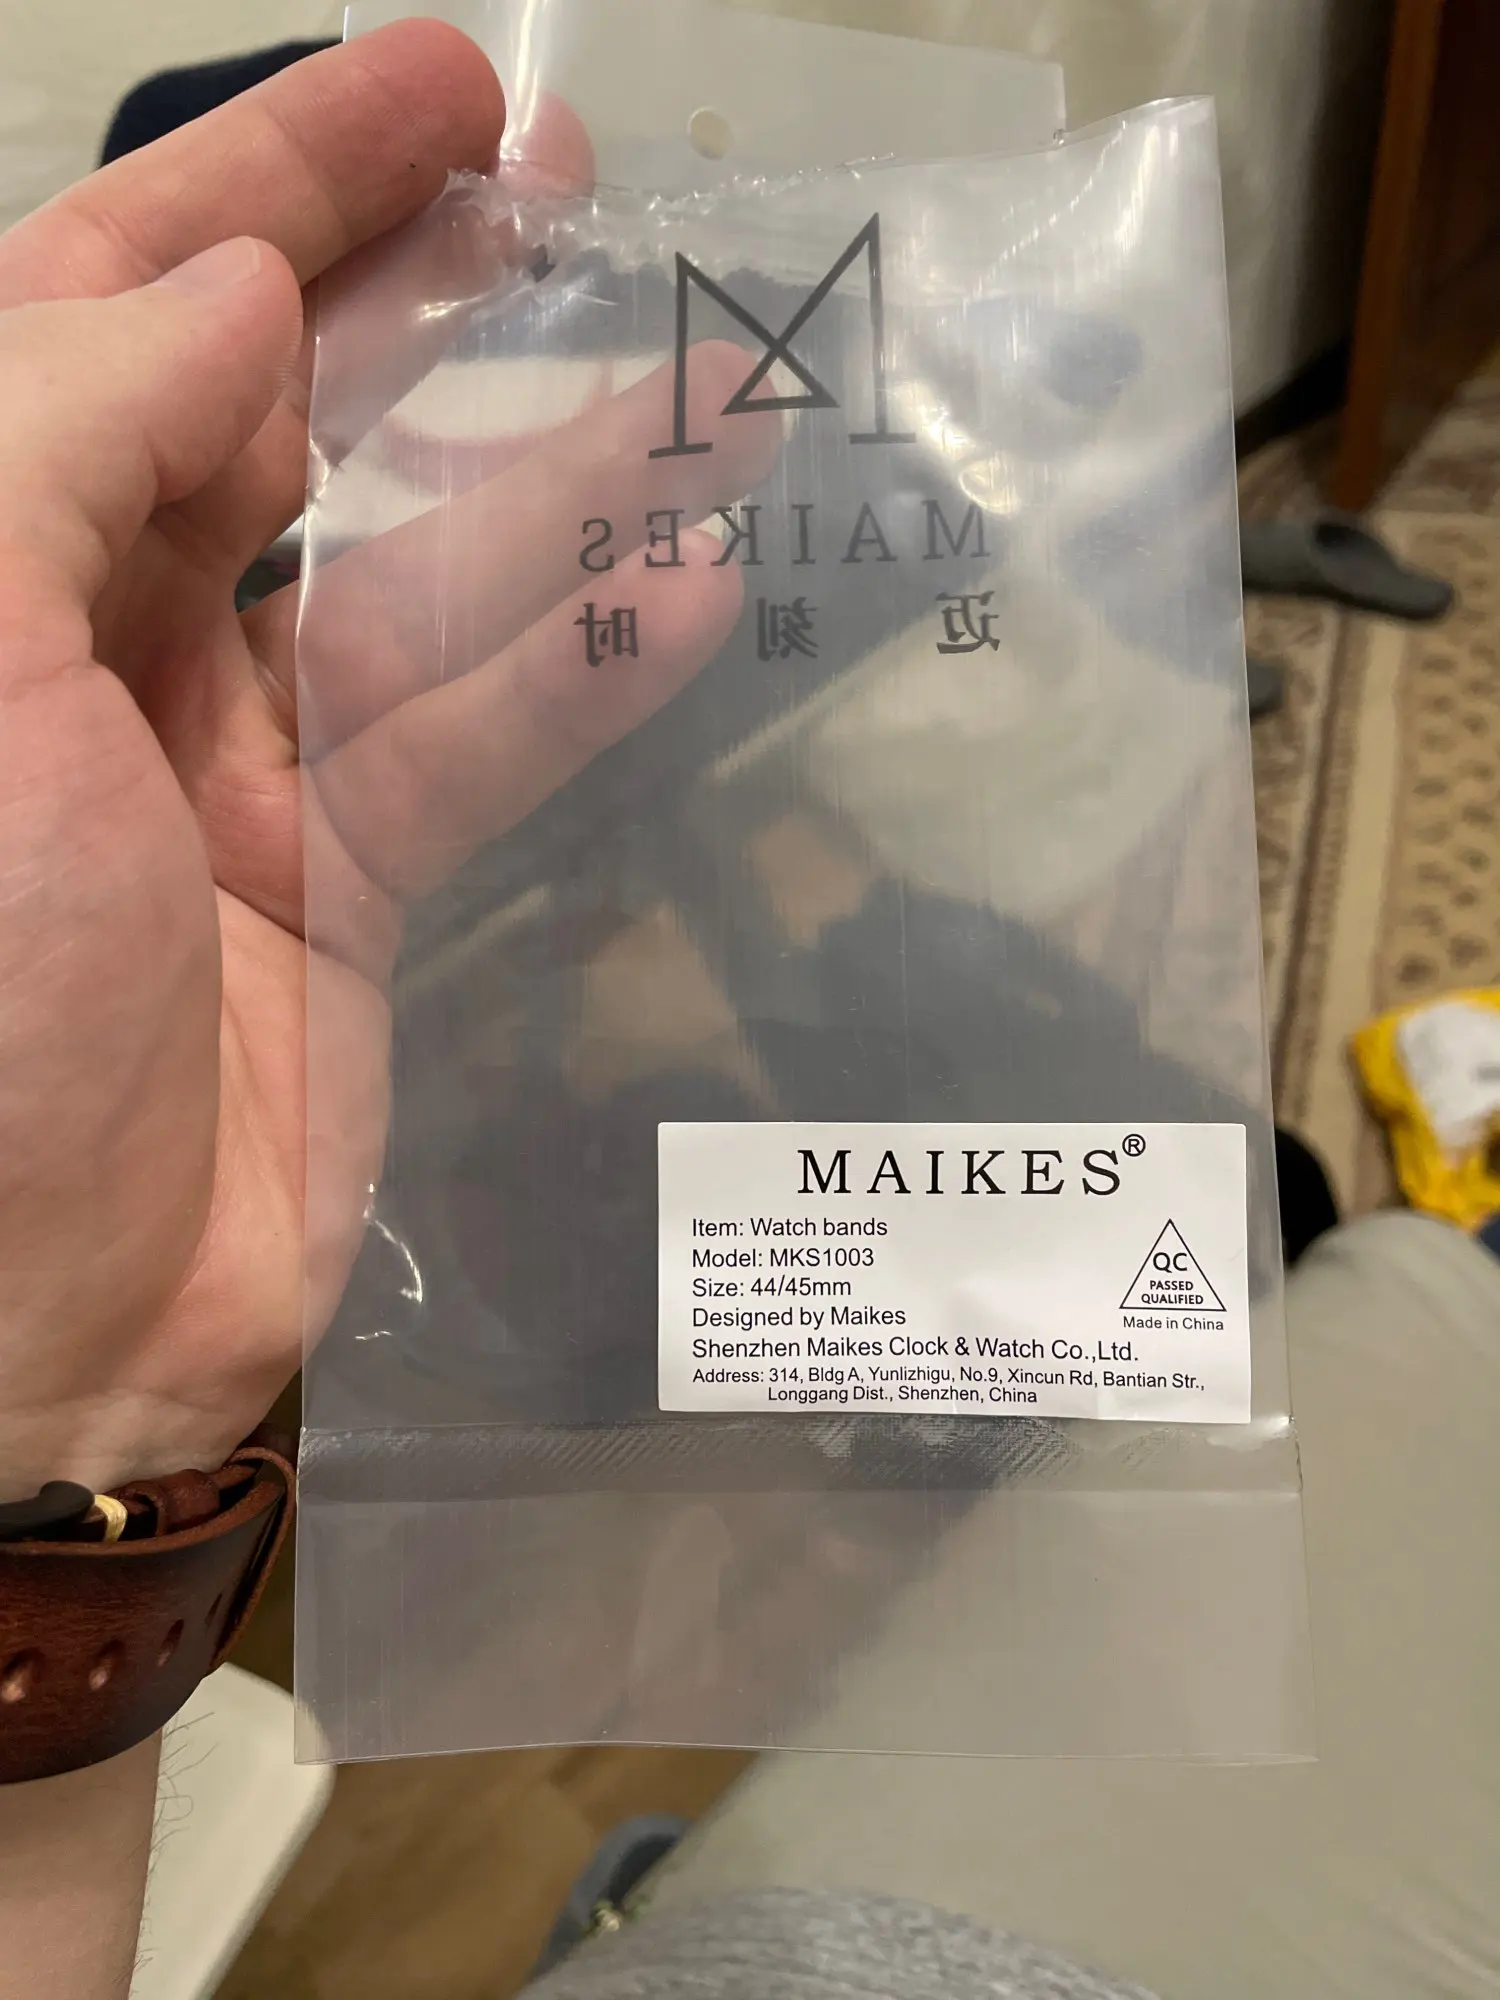 MAIKES
迈刻时
MAIKES®
Item: Watch bands
Model: MKS1003
Size: 44/45mm
Designed by Maikes
Shenzhen Maikes Clock & Watch Co.,Ltd.
Address: 314, Bldg A, Yunlizhigu, No.9, Xincun Rd, Bantian Str.,
Longgang Dist., Shenzhen, China
QC
PASSED
QUALIFIED
Made in China